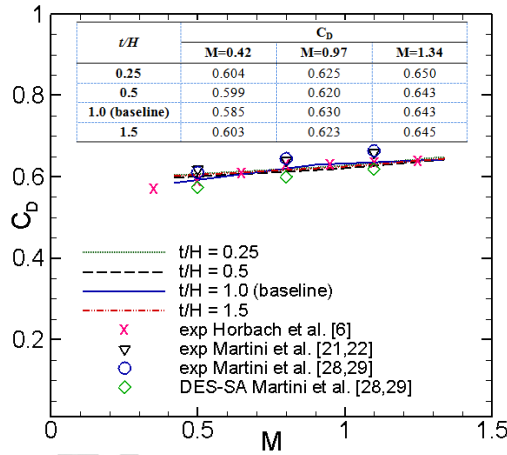 1
t/H C_D
M=0.42 M=0.97 M=1.34
0.25 0.604 0.625 0.650
0.5 0.599 0.620 0.643
1.0 (baseline) 0.585 0.630 0.643
1.5 0.603 0.623 0.645
0.8
0.6
C_D
0.4
0.2
t/H = 0.25
t/H = 0.5
t/H = 1.0 (baseline)
t/H = 1.5
exp Horbach et al. [6]
exp Martini et al. [21,22]
exp Martini et al. [28,29]
DES-SA Martini et al. [28,29]
0 0.5 1 1.5
M